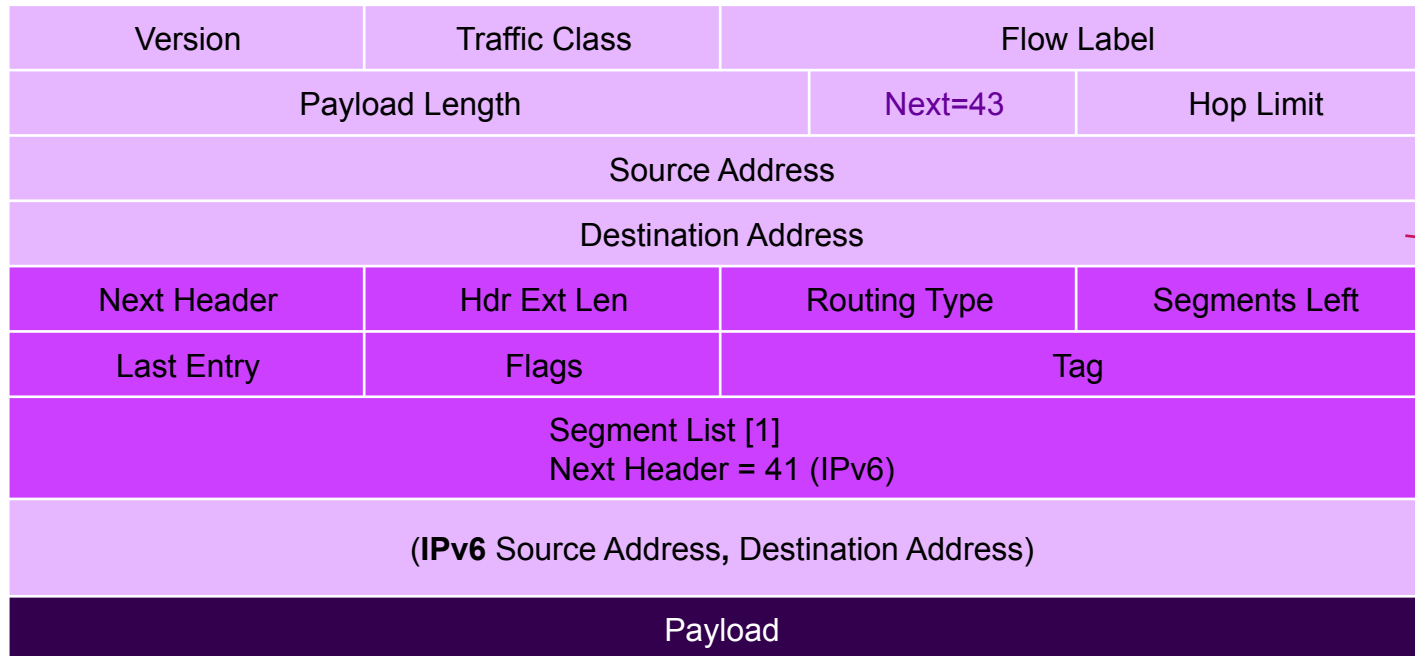 Version Traffic Class Flow Label
Payload Length Next=43 Hop Limit
Source Address
Destination Address
Next Header Hdr Ext Len Routing Type Segments Left
Last Entry Flags Tag
Segment List [1]
Next Header = 41 (IPv6)
(IPv6 Source Address, Destination Address)
Payload